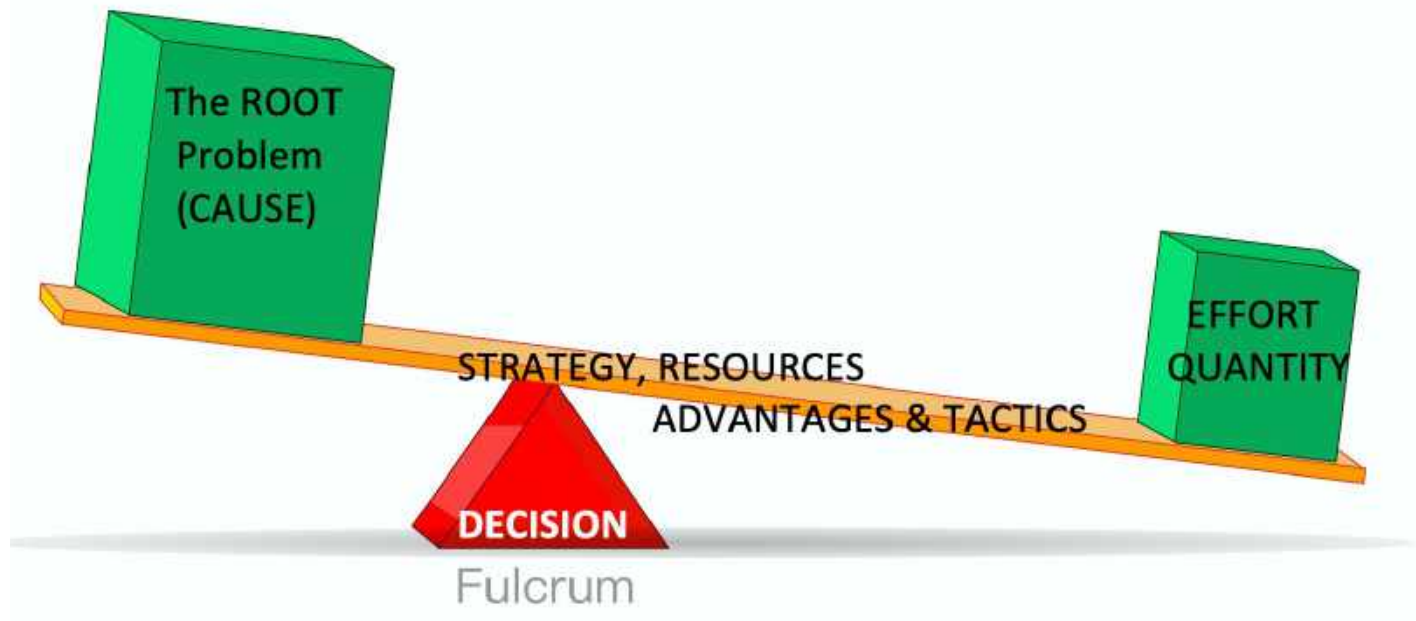 The ROOT
Problem
(CAUSE)
EFFORT
QUANTITY
STRATEGY, RESOURCES
ADVANTAGES & TACTICS
DECISION
Fulcrum